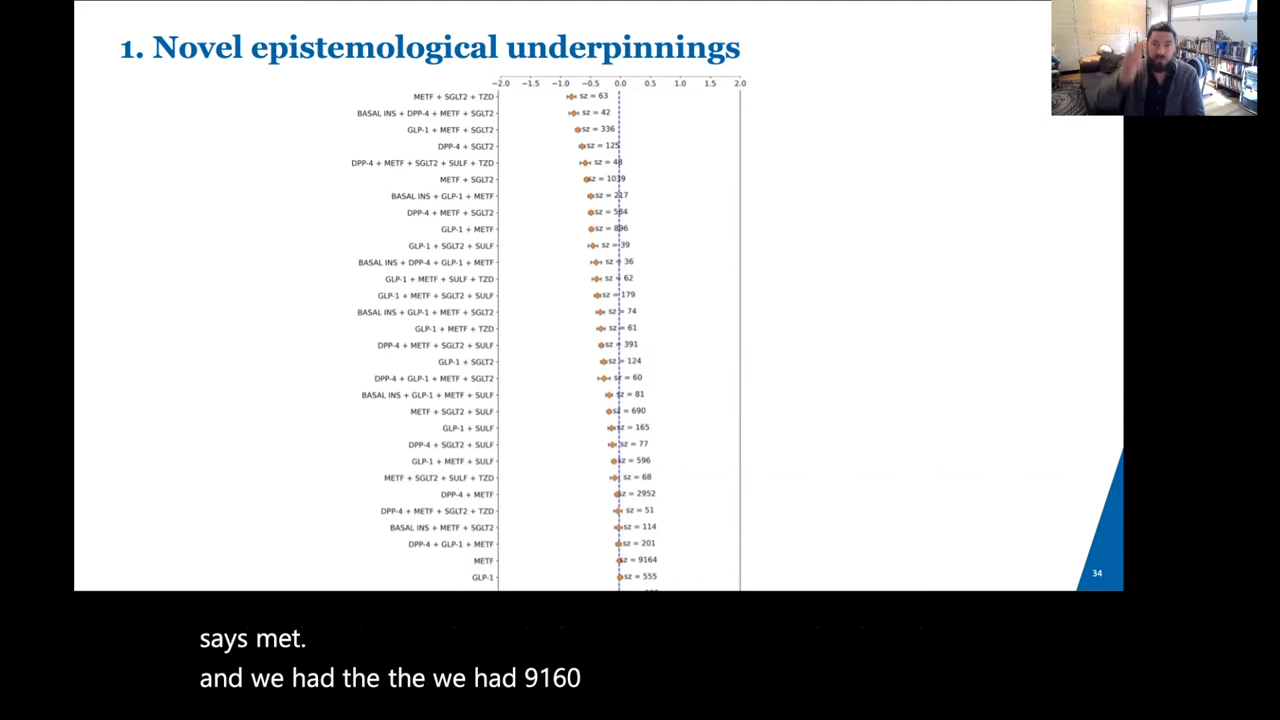 1. Novel epistemological underpinnings
−2.0 −1.5 −1.0 −0.5 0.0 0.5 1.0 1.5 2.0
METF + SGLT2 + TZD sz = 63
BASAL INS + DPP-4 + METF + SGLT2 sz = 42
GLP-1 + METF + SGLT2 sz = 336
DPP-4 + SGLT2 sz = 125
DPP-4 + METF + SGLT2 + SULF + TZD sz = 48
METF + SGLT2 sz = 1039
BASAL INS + GLP-1 + METF sz = 217
DPP-4 + METF + SGLT2 sz = 584
GLP-1 + METF sz = 896
GLP-1 + SGLT2 + SULF sz = 39
BASAL INS + DPP-4 + GLP-1 + METF sz = 36
GLP-1 + METF + SULF + TZD sz = 62
GLP-1 + METF + SGLT2 + SULF sz = 179
BASAL INS + GLP-1 + METF + SGLT2 sz = 74
GLP-1 + METF + TZD sz = 61
DPP-4 + METF + SGLT2 + SULF sz = 391
GLP-1 + SGLT2 sz = 124
DPP-4 + GLP-1 + METF + SGLT2 sz = 60
BASAL INS + GLP-1 + METF + SULF sz = 81
METF + SGLT2 + SULF sz = 690
GLP-1 + SULF sz = 165
DPP-4 + SGLT2 + SULF sz = 77
GLP-1 + METF + SULF sz = 596
METF + SGLT2 + SULF + TZD sz = 68
DPP-4 + METF sz = 2952
DPP-4 + METF + SGLT2 + TZD sz = 51
BASAL INS + METF + SGLT2 sz = 114
DPP-4 + GLP-1 + METF sz = 201
METF sz = 9164
GLP-1 sz = 555
34
says met.
and we had the the we had 9160